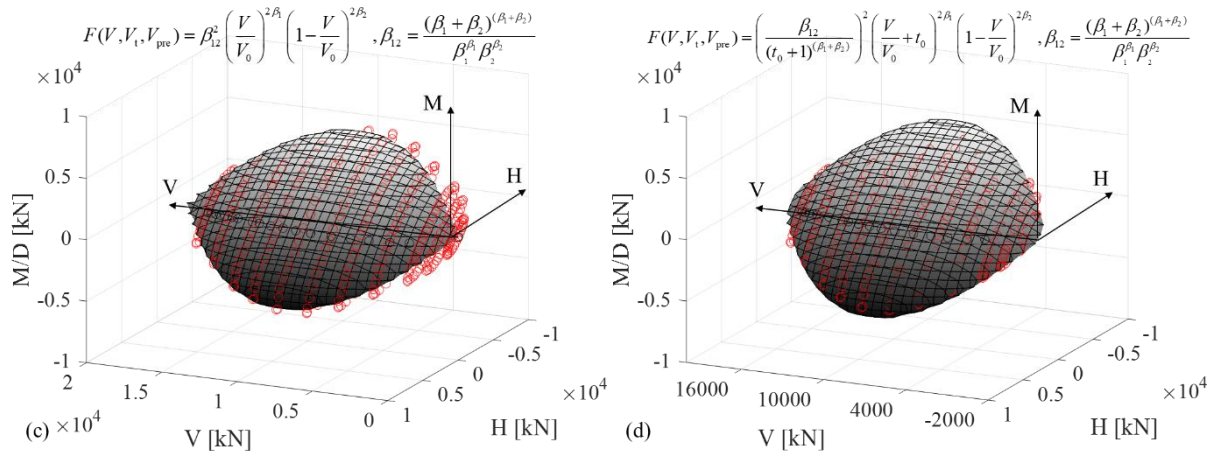 F(V,V_t,V_pre) = β_12^2 (V/V_0)^{2β_1} (1−V/V_0)^{2β_2}, β_12 = (β_1+β_2)^{(β_1+β_2)} / β_1^{β_1} β_2^{β_2}
×10^4
1
0.5
0
-0.5
-1
M/D [kN]
M
H
V
2
1.5
1
0.5
0
×10^4
V [kN]
1
0.5
0
-0.5
-1
×10^4
H [kN]
(c)
F(V,V_t,V_pre) = (β_12 / (t_0+1)^{(β_1+β_2)})^2 (V/V_0 + t_0)^{2β_1} (1−V/V_0)^{2β_2}, β_12 = (β_1+β_2)^{(β_1+β_2)} / β_1^{β_1} β_2^{β_2}
×10^4
1
0.5
0
-0.5
-1
M/D [kN]
M
H
V
16000
10000
4000
-2000
V [kN]
1
0.5
0
-0.5
-1
×10^4
H [kN]
(d)